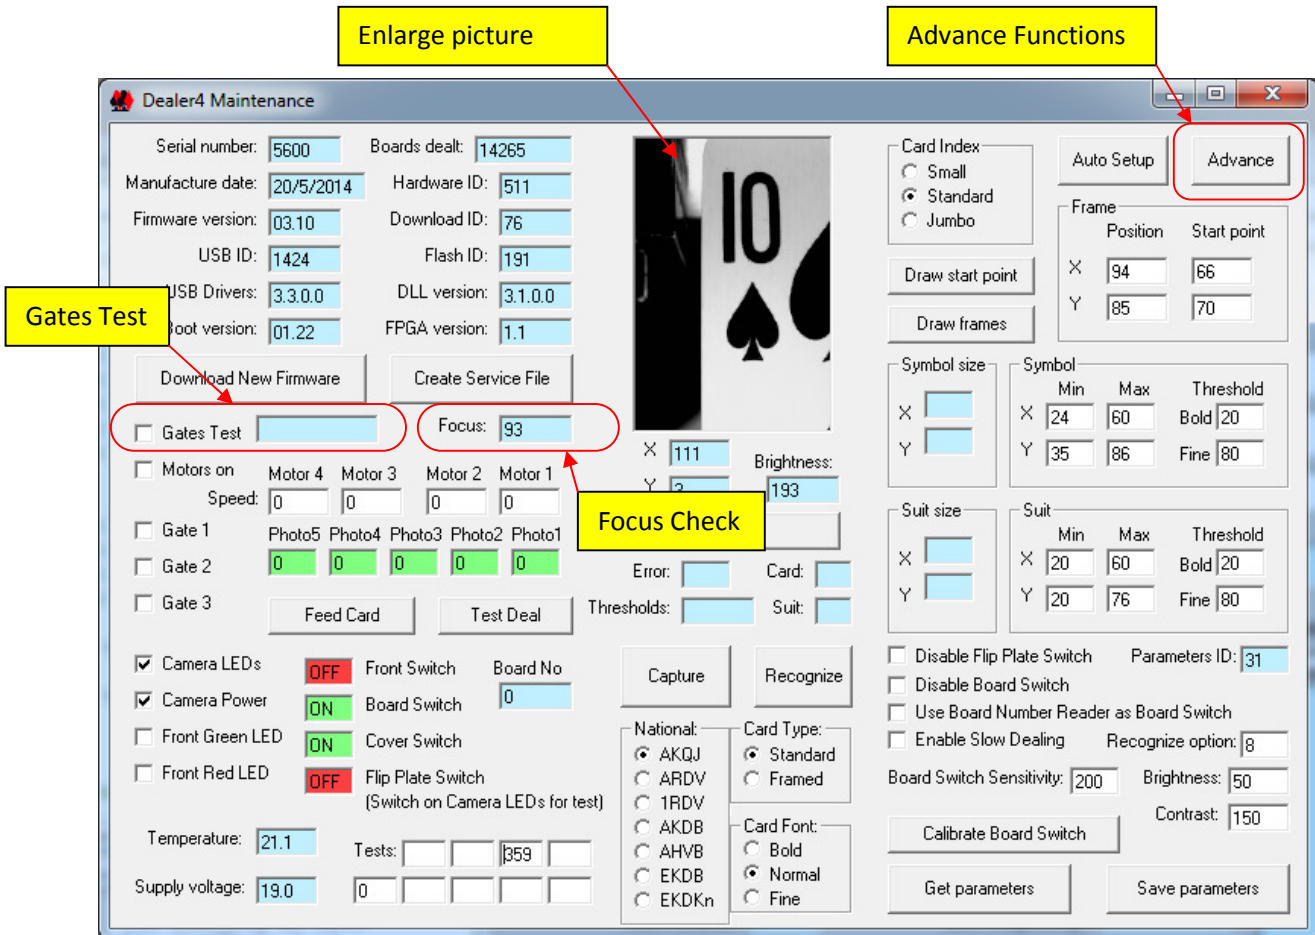 Enlarge picture
Advance Functions
Dealer4 Maintenance
Serial number: 5600 Boards dealt: 14265
Manufacture date: 20/5/2014 Hardware ID: 511
Firmware version: 03.10 Download ID: 76
USB ID: 1424 Flash ID: 191
USB Drivers: 3.3.0.0 DLL version: 3.1.0.0
Boot version: 01.22 FPGA version: 1.1
Gates Test
Download New Firmware Create Service File
Gates Test Focus: 93
Motors on Motor 4 Motor 3 Motor 2 Motor 1
Speed: 0 0 0 0
Gate 1 Photo5 Photo4 Photo3 Photo2 Photo1
Gate 2 0 0 0 0 0
Gate 3 Feed Card Test Deal
Camera LEDs OFF Front Switch Board No
Camera Power ON Board Switch 0
Front Green LED ON Cover Switch
Front Red LED OFF Flip Plate Switch
(Switch on Camera LEDs for test)
Temperature: 21.1 Tests: 359
Supply voltage: 19.0 0
10
X 111 Brightness:
Y 3 193
Focus Check
Error: Card:
Thresholds: Suit:
Capture Recognize
National:
AKQJ
ARDV
1RDV
AKDB
AHVB
EKDB
EKDKn
Card Type:
Standard
Framed
Card Font:
Bold
Normal
Fine
Card Index
Small
Standard
Jumbo
Auto Setup Advance
Draw start point
Draw frames
Frame
Position Start point
X 94 66
Y 85 70
Symbol size
X
Y
Symbol
Min Max Threshold
X 24 60 Bold 20
Y 35 86 Fine 80
Suit size
X
Y
Suit
Min Max Threshold
X 20 60 Bold 20
Y 20 76 Fine 80
Disable Flip Plate Switch Parameters ID: 31
Disable Board Switch
Use Board Number Reader as Board Switch
Enable Slow Dealing Recognize option: 8
Board Switch Sensitivity: 200 Brightness: 50
Contrast: 150
Calibrate Board Switch
Get parameters Save parameters